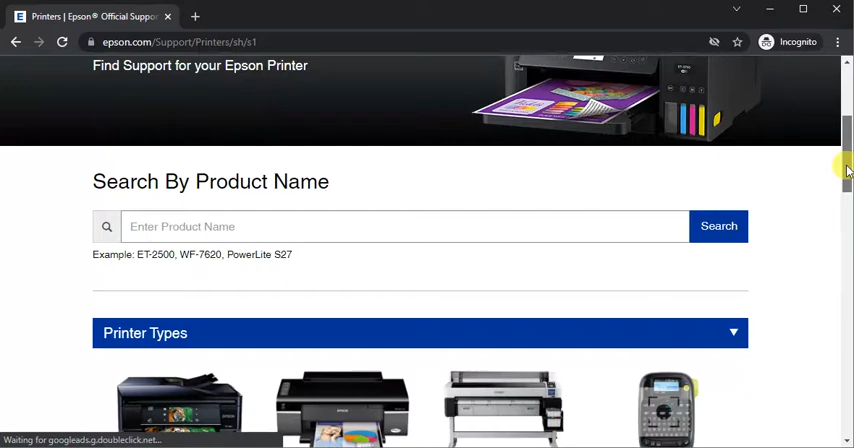 Printers | Epson® Official Suppor
epson.com/Support/Printers/sh/s1
Incognito
Find Support for your Epson Printer
Search By Product Name
Enter Product Name
Search
Example: ET-2500, WF-7620, PowerLite S27
Printer Types
EPSON
Waiting for googleads.g.doubleclick.net...